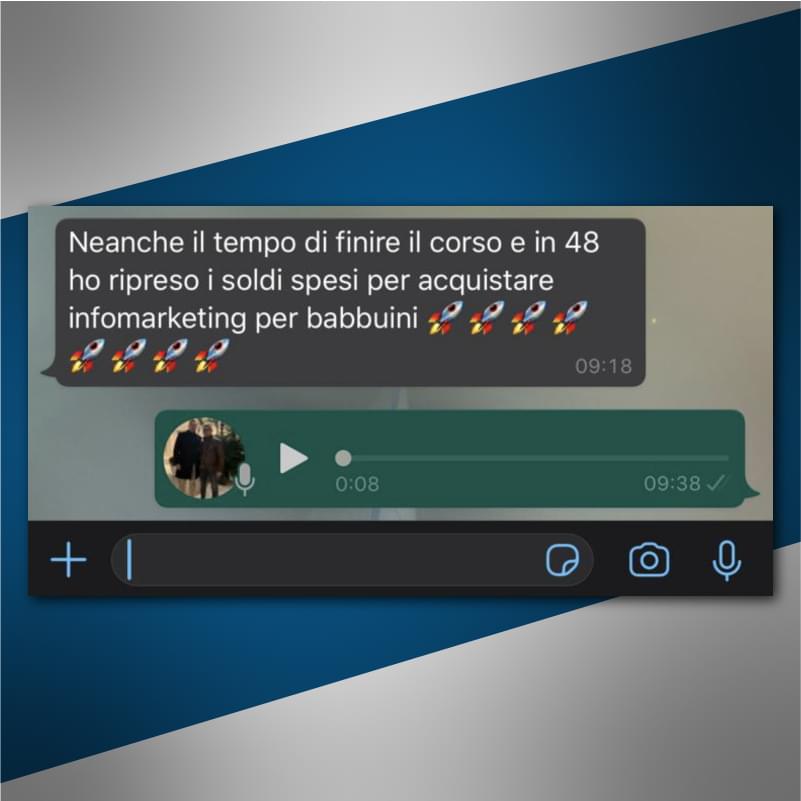 Neanche il tempo di finire il corso e in 48
ho ripreso i soldi spesi per acquistare
infomarketing per babbuini 🚀 🚀 🚀 🚀
🚀 🚀 🚀 🚀
09:18
0:08
09:38